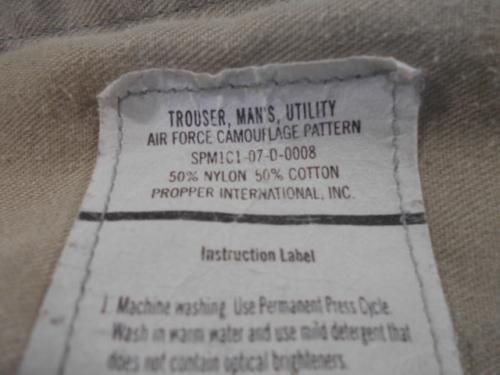 TROUSER, MAN'S, UTILITY
AIR FORCE CAMOUFLAGE PATTERN
SPM1C1-07-D-0008
50% NYLON 50% COTTON
PROPPER INTERNATIONAL, INC.
Instruction Label
1. Machine washing. Use Permanent Press Cycle.
Wash in warm water and use mild detergent that
does not contain optical brighteners.